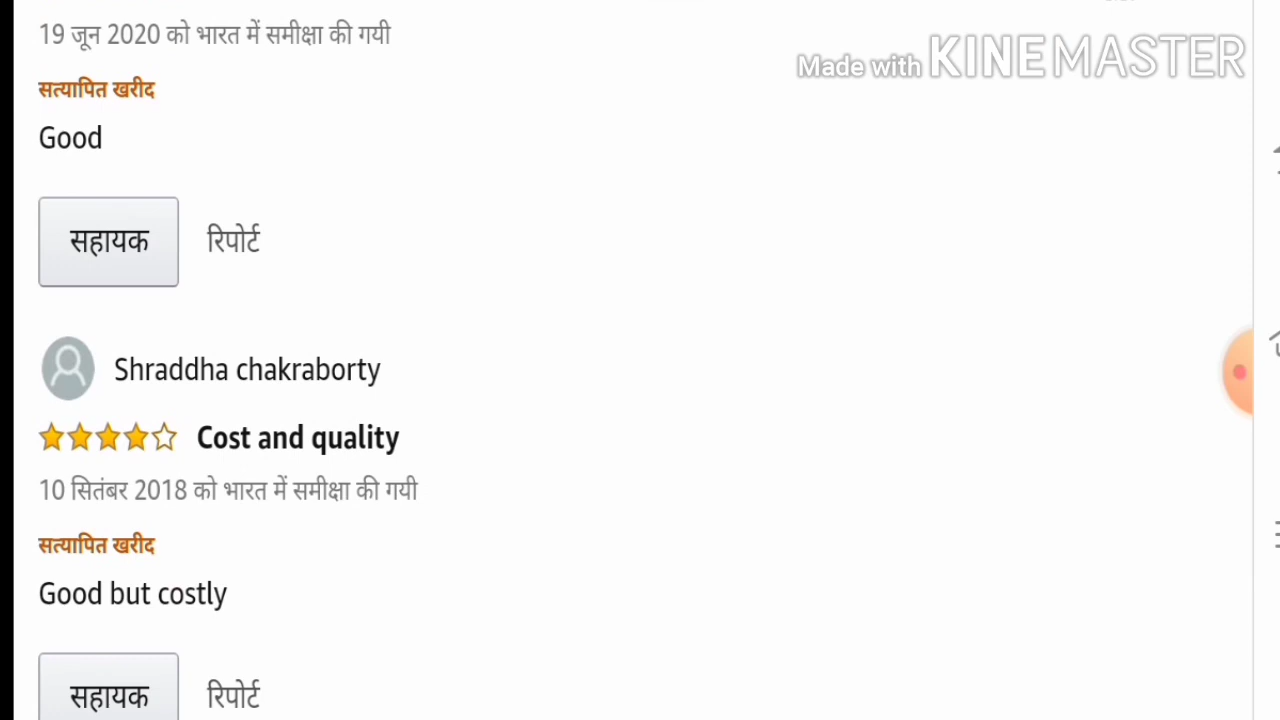 19 जून 2020 को भारत में समीक्षा की गयी
Made with KINEMASTER
सत्यापित खरीद
Good
सहायक रिपोर्ट
Shraddha chakraborty
Cost and quality
10 सितंबर 2018 को भारत में समीक्षा की गयी
सत्यापित खरीद
Good but costly
सहायक रिपोर्ट